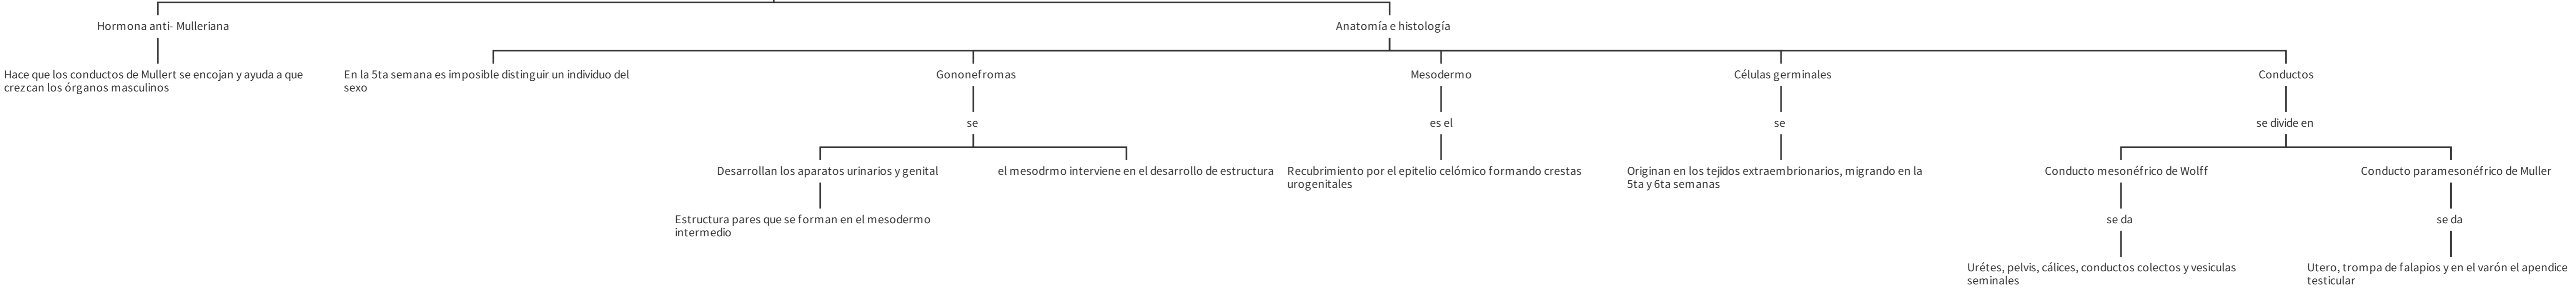 Hormona anti- Mulleriana
Anatomía e histología
Hace que los conductos de Mullert se encojan y ayuda a que
crezcan los órganos masculinos
En la 5ta semana es imposible distinguir un individuo del
sexo
Gononefromas
Mesodermo
Células germinales
Conductos
se
es el
se
se divide en
Desarrollan los aparatos urinarios y genital
el mesodrmo interviene en el desarrollo de estructura
Recubrimiento por el epitelio celómico formando crestas
urogenitales
Originan en los tejidos extraembrionarios, migrando en la
5ta y 6ta semanas
Conducto mesonéfrico de Wolff
Conducto paramesonéfrico de Muller
Estructura pares que se forman en el mesodermo
intermedio
se da
se da
Urétes, pelvis, cálices, conductos colectos y vesiculas
seminales
Utero, trompa de falapios y en el varón el apendice
testicular